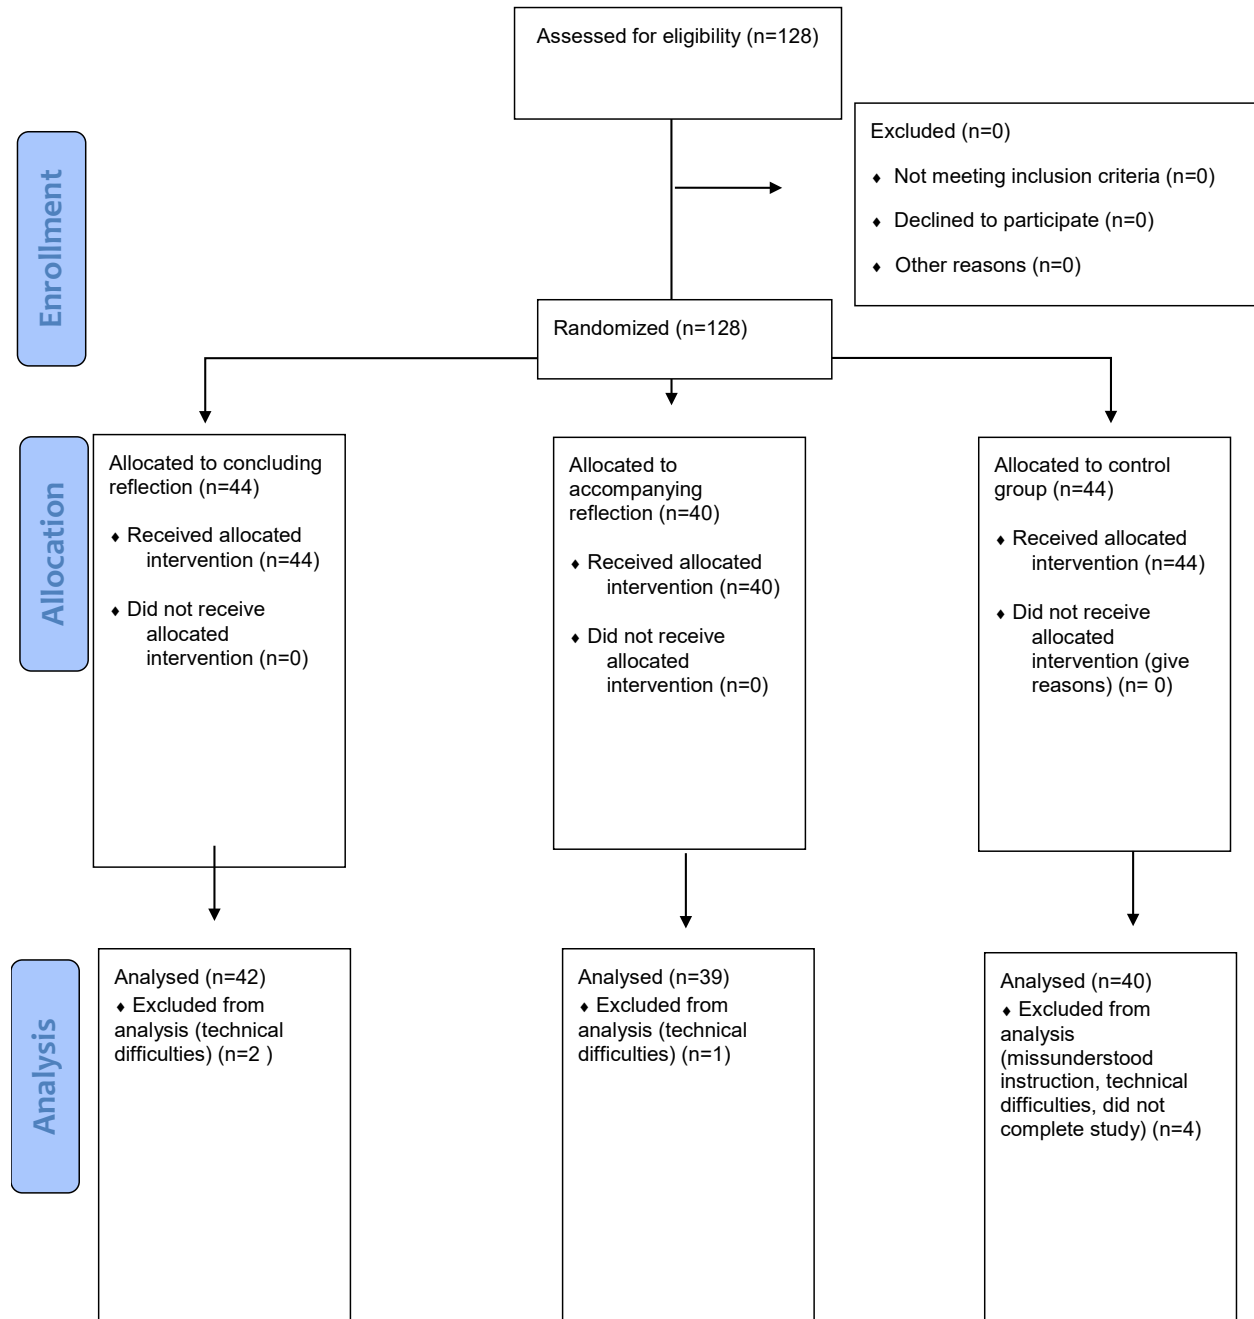 Assessed for eligibility (n=128)
Enrollment
Excluded (n=0)
♦ Not meeting inclusion criteria (n=0)
♦ Declined to participate (n=0)
♦ Other reasons (n=0)
Randomized (n=128)
Allocation
Allocated to concluding
reflection (n=44)
♦ Received allocated
intervention (n=44)
♦ Did not receive
allocated
intervention (n=0)
Allocated to
accompanying
reflection (n=40)
♦ Received allocated
intervention (n=40)
♦ Did not receive
allocated
intervention (n=0)
Allocated to control
group (n=44)
♦ Received allocated
intervention (n=44)
♦ Did not receive
allocated
intervention (give
reasons) (n= 0)
Analysis
Analysed (n=42)
♦ Excluded from
analysis (technical
difficulties) (n=2 )
Analysed (n=39)
♦ Excluded from
analysis (technical
difficulties) (n=1)
Analysed (n=40)
♦ Excluded from
analysis
(missunderstood
instruction, technical
difficulties, did not
complete study) (n=4)